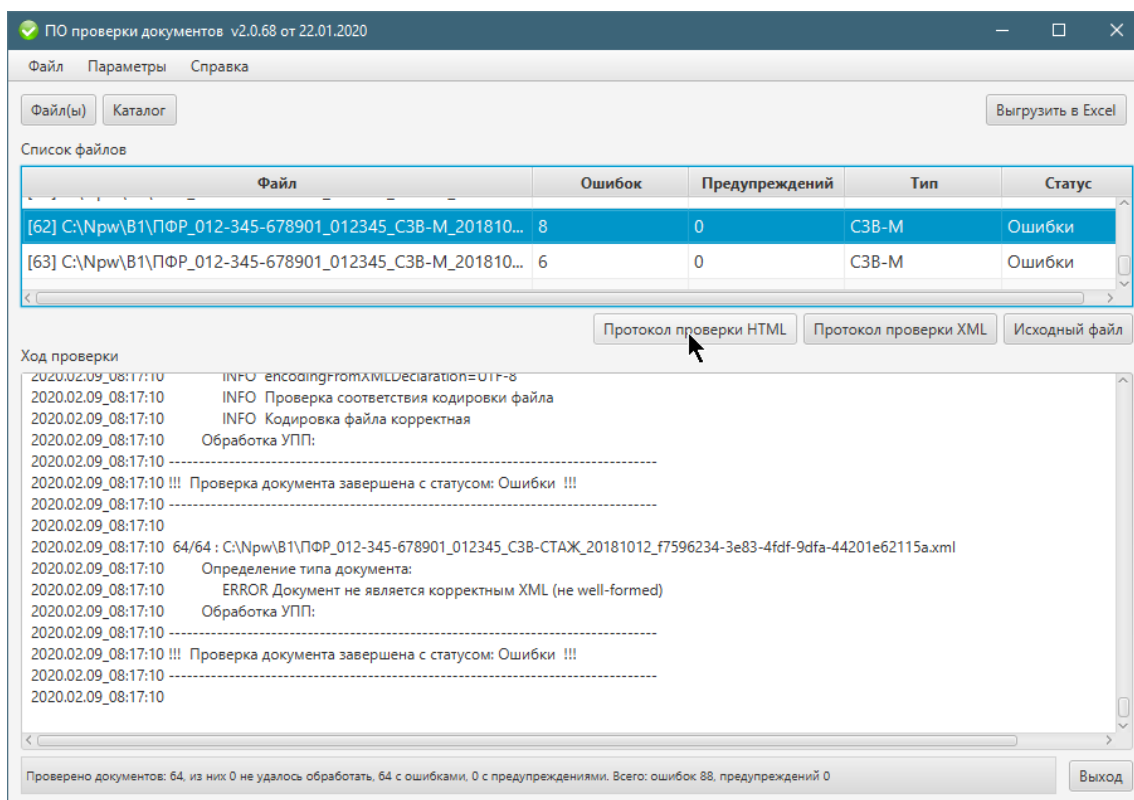 ПО проверки документов v2.0.68 от 22.01.2020
Файл Параметры Справка
Файл(ы) Каталог Выгрузить в Excel
Список файлов
Файл Ошибок Предупреждений Тип Статус
[62] C:\Npw\B1\ПФР_012-345-678901_012345_СЗВ-М_201810... 8 0 СЗВ-М Ошибки
[63] C:\Npw\B1\ПФР_012-345-678901_012345_СЗВ-М_201810... 6 0 СЗВ-М Ошибки
Протокол проверки HTML Протокол проверки XML Исходный файл
Ход проверки
2020.02.09_08:17:10 INFO encodingFromXMLDeclaration=UTF-8
2020.02.09_08:17:10 INFO Проверка соответствия кодировки файла
2020.02.09_08:17:10 INFO Кодировка файла корректная
2020.02.09_08:17:10 Обработка УПП:
2020.02.09_08:17:10 --------------------------------------------------------------------------------
2020.02.09_08:17:10 !!! Проверка документа завершена с статусом: Ошибки !!!
2020.02.09_08:17:10 --------------------------------------------------------------------------------
2020.02.09_08:17:10
2020.02.09_08:17:10 64/64 : C:\Npw\B1\ПФР_012-345-678901_012345_СЗВ-СТАЖ_20181012_f7596234-3e83-4fdf-9dfa-44201e62115a.xml
2020.02.09_08:17:10 Определение типа документа:
2020.02.09_08:17:10 ERROR Документ не является корректным XML (не well-formed)
2020.02.09_08:17:10 Обработка УПП:
2020.02.09_08:17:10 --------------------------------------------------------------------------------
2020.02.09_08:17:10 !!! Проверка документа завершена с статусом: Ошибки !!!
2020.02.09_08:17:10 --------------------------------------------------------------------------------
2020.02.09_08:17:10
Проверено документов: 64, из них 0 не удалось обработать, 64 с ошибками, 0 с предупреждениями. Всего: ошибок 88, предупреждений 0
Выход